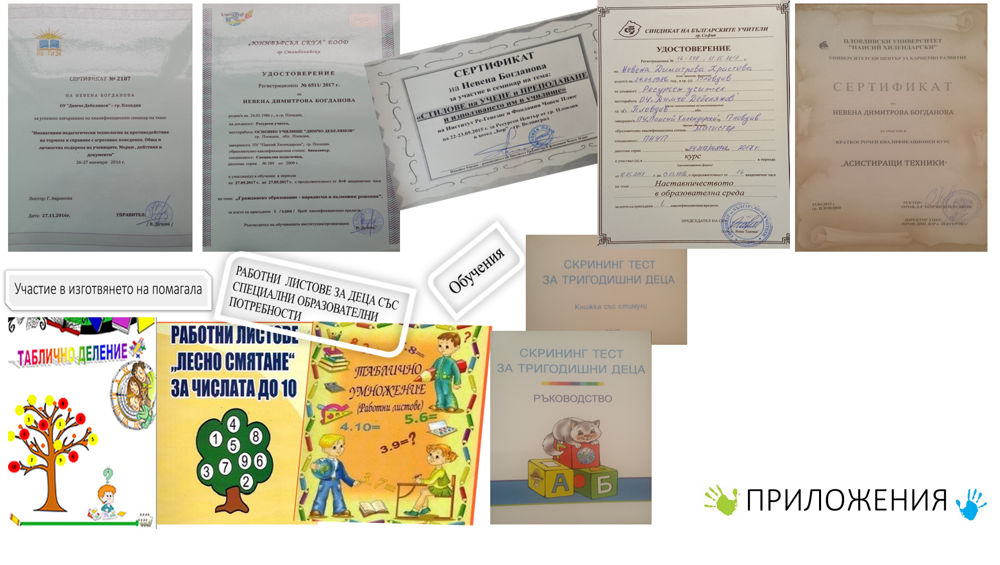 ИВ - ГИ 26
СЕРТИФИКАТ № 2187
НА НЕВЕНА БОГДАНОВА
ОУ "Димчо Дебелянов" – гр. Пловдив
за успешно завършване на квалификационен семинар на тема:
"Иновативни педагогически технологии за противодействие
на тормоза и справяне с агресивно поведение. Обща и
личностна подкрепа на учениците. Мерки , действия и
документи"
26-27 ноември 2016 г.
Лектор: Г. Аврамова
Дата: 27.11.2016г.
УПРАВИТЕЛ:
/ В. Дачева /
Universal
School
„ЮНИВЪРСЪЛ СКУЛ" ЕООД
гр. Стамболийски
УДОСТОВЕРЕНИЕ
Регистрационен № 6511/ 2017 г.
на
НЕВЕНА ДИМИТРОВА БОГДАНОВА
роден/а на 24.03.1986 г., в гр. Пловдив,
на длъжност: Ресурсен учител,
месторабота: ОСНОВНО УЧИЛИЩЕ "ДИМЧО ДЕБЕЛЯНОВ"
гр. Пловдив, обл. Пловдив,
завършил/а ПУ "Паисий Хилендарски", гр. Пловдив,
образователно-квалификационна степен: бакалавър,
специалност: Специална педагогика,
диплома серия № 389 от 2009 г.
е участвал(а) в обучение в периода
от 27.05.2017 г. до 27.05.2017 г. с продължителност от 8+8 академични часа
на тема: „Гражданско образование - парадигми и възможни решения",
за което са присъдени 1 / един / брой квалификационни кредити.
Ръководител на обучаващата институция/организация:
В. Дачева
СЕРТИФИКАТ
на Невена Богданова
за участие в семинар на тема:
«СТИЛОВЕ на УЧЕНЕ и ПРЕПОДАВАНЕ
и използването им в училище»
на Институт Ре-Генезис и Фондация Човек Плюс
на 22-23.05.2015 г. за Ресурсен Център от гр. Пловдив
в хотел „Бор" – гр. Велинград
СИНДИКАТ НА БЪЛГАРСКИТЕ УЧИТЕЛИ
гр. София
УДОСТОВЕРЕНИЕ
Регистрационен № 16 - 298 , 12.05 2018 г.
на Невена Димитрова Христова
(име, презиме, фамилия)
роден/а на 24.03.1986 год., в гр. (с) Пловдив
на длъжност Ресурсен учител
месторабота ОУ„ Димчо Дебелянов"
гр. (с) Пловдив, обл.
завършил/а ПУ„Паисий Хилендарски" гр. Пловдив
образователно-квалификационна степен магистър
специалност: ПНУП
диплома серия № от 2017 г.
е участвал (а) в курс в периода
(организационна форма)
от 12.05.2018 г. до 13.05.2018г., с продължителност от 16 академични часа
на тема: Наставничеството
в образователна среда
за което са присъдени 1 квалификационни кредити.
ПРЕДСЕДАТЕЛ НА СБУ:
Янка Такева/
ПЛОВДИВСКИ УНИВЕРСИТЕТ
"ПАИСИЙ ХИЛЕНДАРСКИ"
УНИВЕРСИТЕТСКИ ЦЕНТЪР ЗА КАРИЕРНО РАЗВИТИЕ
СЕРТИФИКАТ
НА
НЕВЕНА ДИМИТРОВА БОГДАНОВА
ЗА УЧАСТИЕ В
КРАТКОСРОЧЕН КВАЛИФИКАЦИОНЕН КУРС
„АСИСТИРАЩИ ТЕХНИКИ"
15.04.2015 г.
гр. ПЛОВДИВ
РЕКТОР:
/ПРОФ.Д-Р ЗАПРЯН КОЗЛУДЖОВ/
ДИРЕКТОР УЦКР:
/ПРОФ.ДПН ДОРА ЛЕВТЕРОВА/
Участие в изготвянето на помагала
РАБОТНИ ЛИСТОВЕ ЗА ДЕЦА СЪС
СПЕЦИАЛНИ ОБРАЗОВАТЕЛНИ
ПОТРЕБНОСТИ
Обучения
СКРИНИНГ ТЕСТ
ЗА ТРИГОДИШНИ ДЕЦА
Книжка със стимули
ТАБЛИЧНО ДЕЛЕНИЕ
РАБОТНИ ЛИСТОВЕ
„ЛЕСНО СМЯТАНЕ“
ЗА ЧИСЛАТА ДО 10
4
1 5 8
3 7 9 6
2
ТАБЛИЧНО
УМНОЖЕНИЕ
(Работни листове)
5.6=
4.10=
3.9=?
3.7=
СКРИНИНГ ТЕСТ
ЗА ТРИГОДИШНИ ДЕЦА
РЪКОВОДСТВО
А Б
ПРИЛОЖЕНИЯ